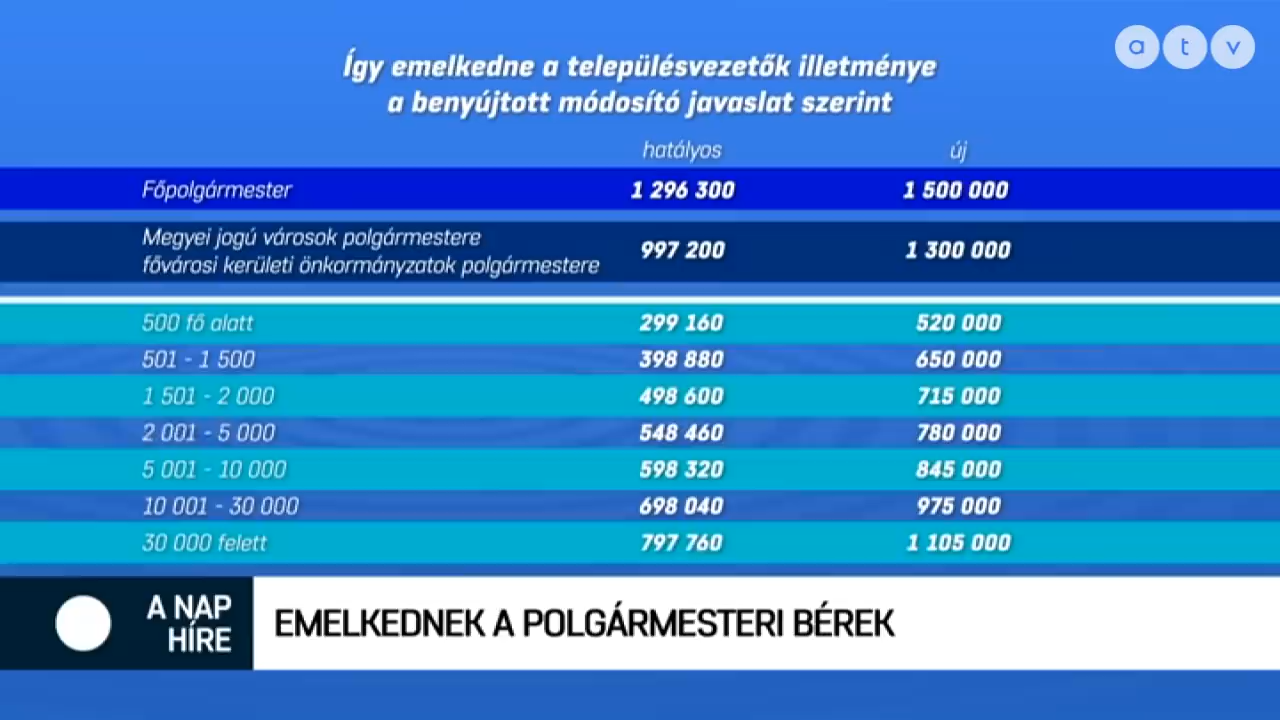 a t v
Így emelkedne a településvezetők illetménye
a benyújtott módosító javaslat szerint
hatályos új
Főpolgármester 1 296 300 1 500 000
Megyei jogú városok polgármestere
fővárosi kerületi önkormányzatok polgármestere 997 200 1 300 000
500 fő alatt 299 160 520 000
501 - 1 500 398 880 650 000
1 501 - 2 000 498 600 715 000
2 001 - 5 000 548 460 780 000
5 001 - 10 000 598 320 845 000
10 001 - 30 000 698 040 975 000
30 000 felett 797 760 1 105 000
A NAP
HÍRE
EMELKEDNEK A POLGÁRMESTERI BÉREK